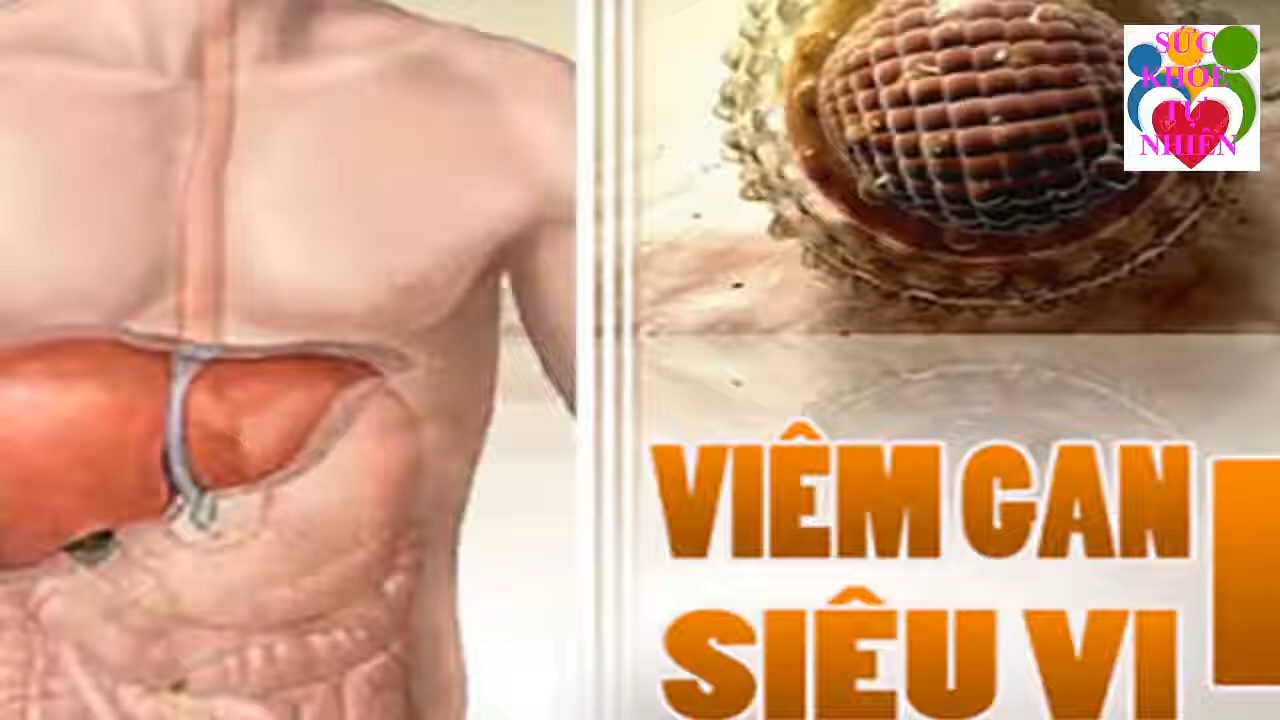 SỨC
KHỎE
TỰ
NHIÊN
VIÊM GAN
SIÊU VI